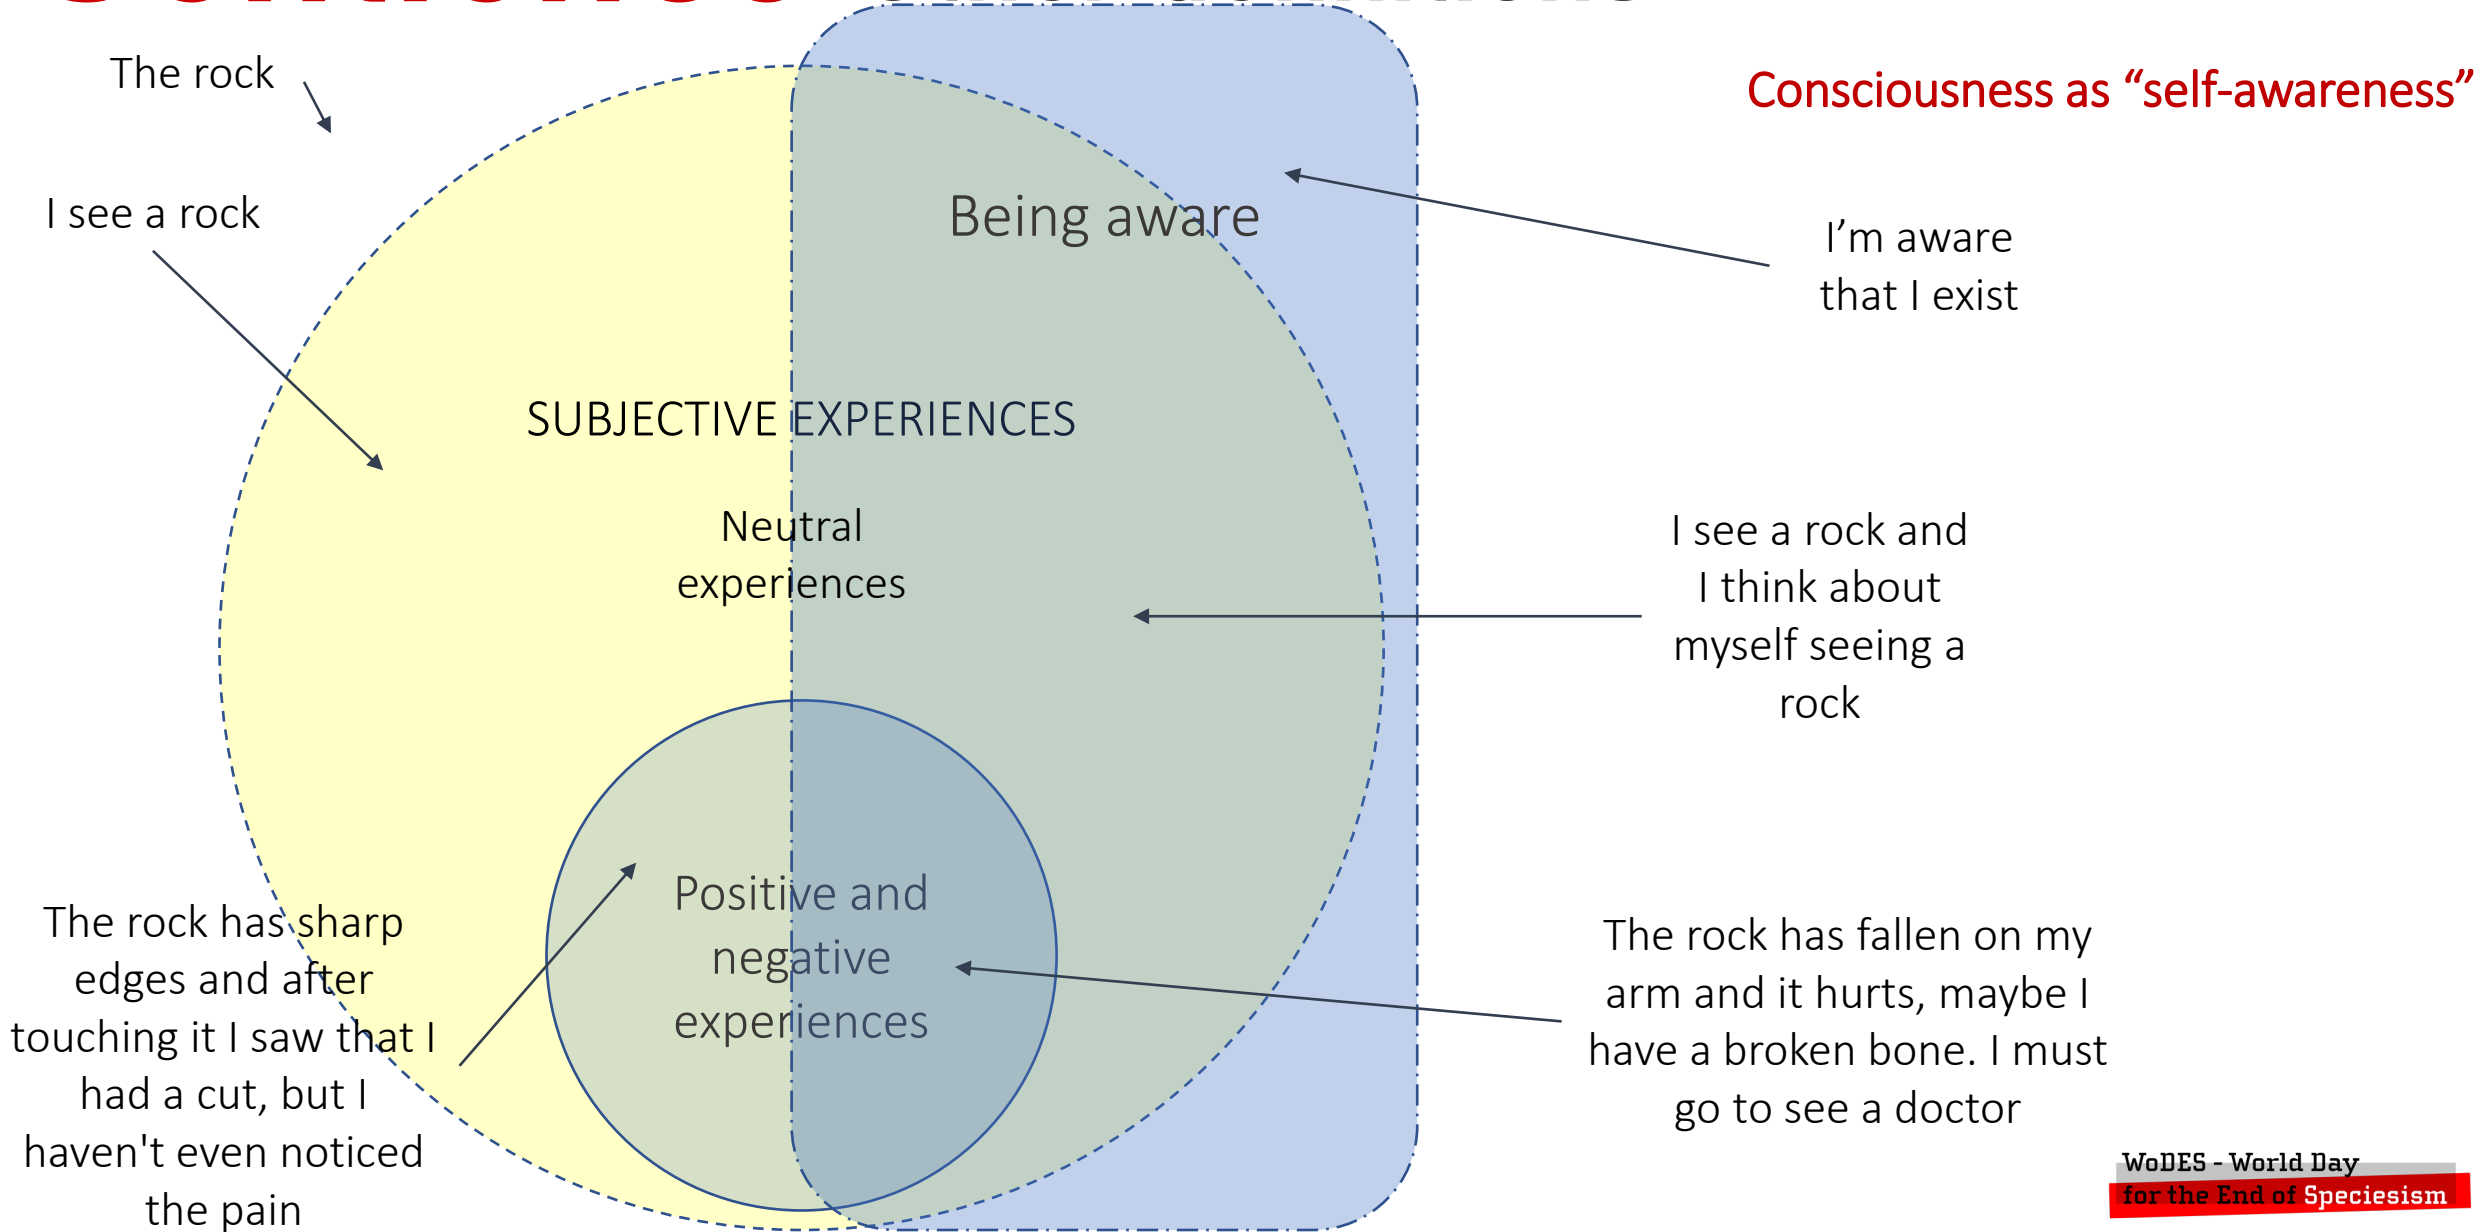 The rock
Consciousness as “self-awareness”
I see a rock
Being aware
I’m aware
that I exist
SUBJECTIVE EXPERIENCES
Neutral
experiences
I see a rock and
I think about
myself seeing a
rock
Positive and
negative
experiences
The rock has sharp
edges and after
touching it I saw that I
had a cut, but I
haven't even noticed
the pain
The rock has fallen on my
arm and it hurts, maybe I
have a broken bone. I must
go to see a doctor
WoDES - World Day
for the End of Speciesism